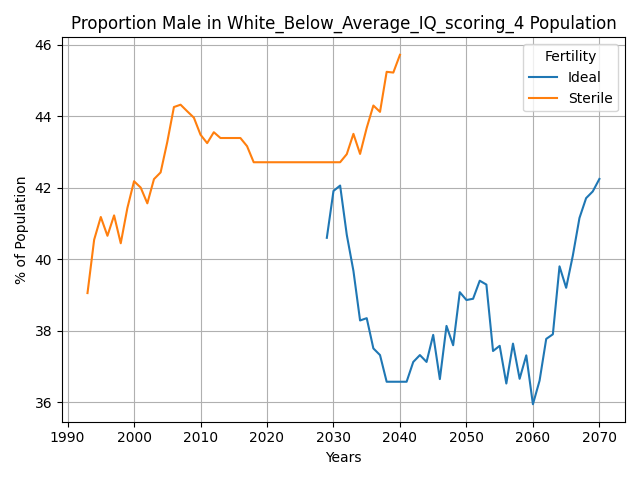 Proportion Male in White_Below_Average_IQ_scoring_4 Population
Fertility
Ideal
Sterile
% of Population
46
44
42
40
38
36
1990
2000
2010
2020
2030
2040
2050
2060
2070
Years